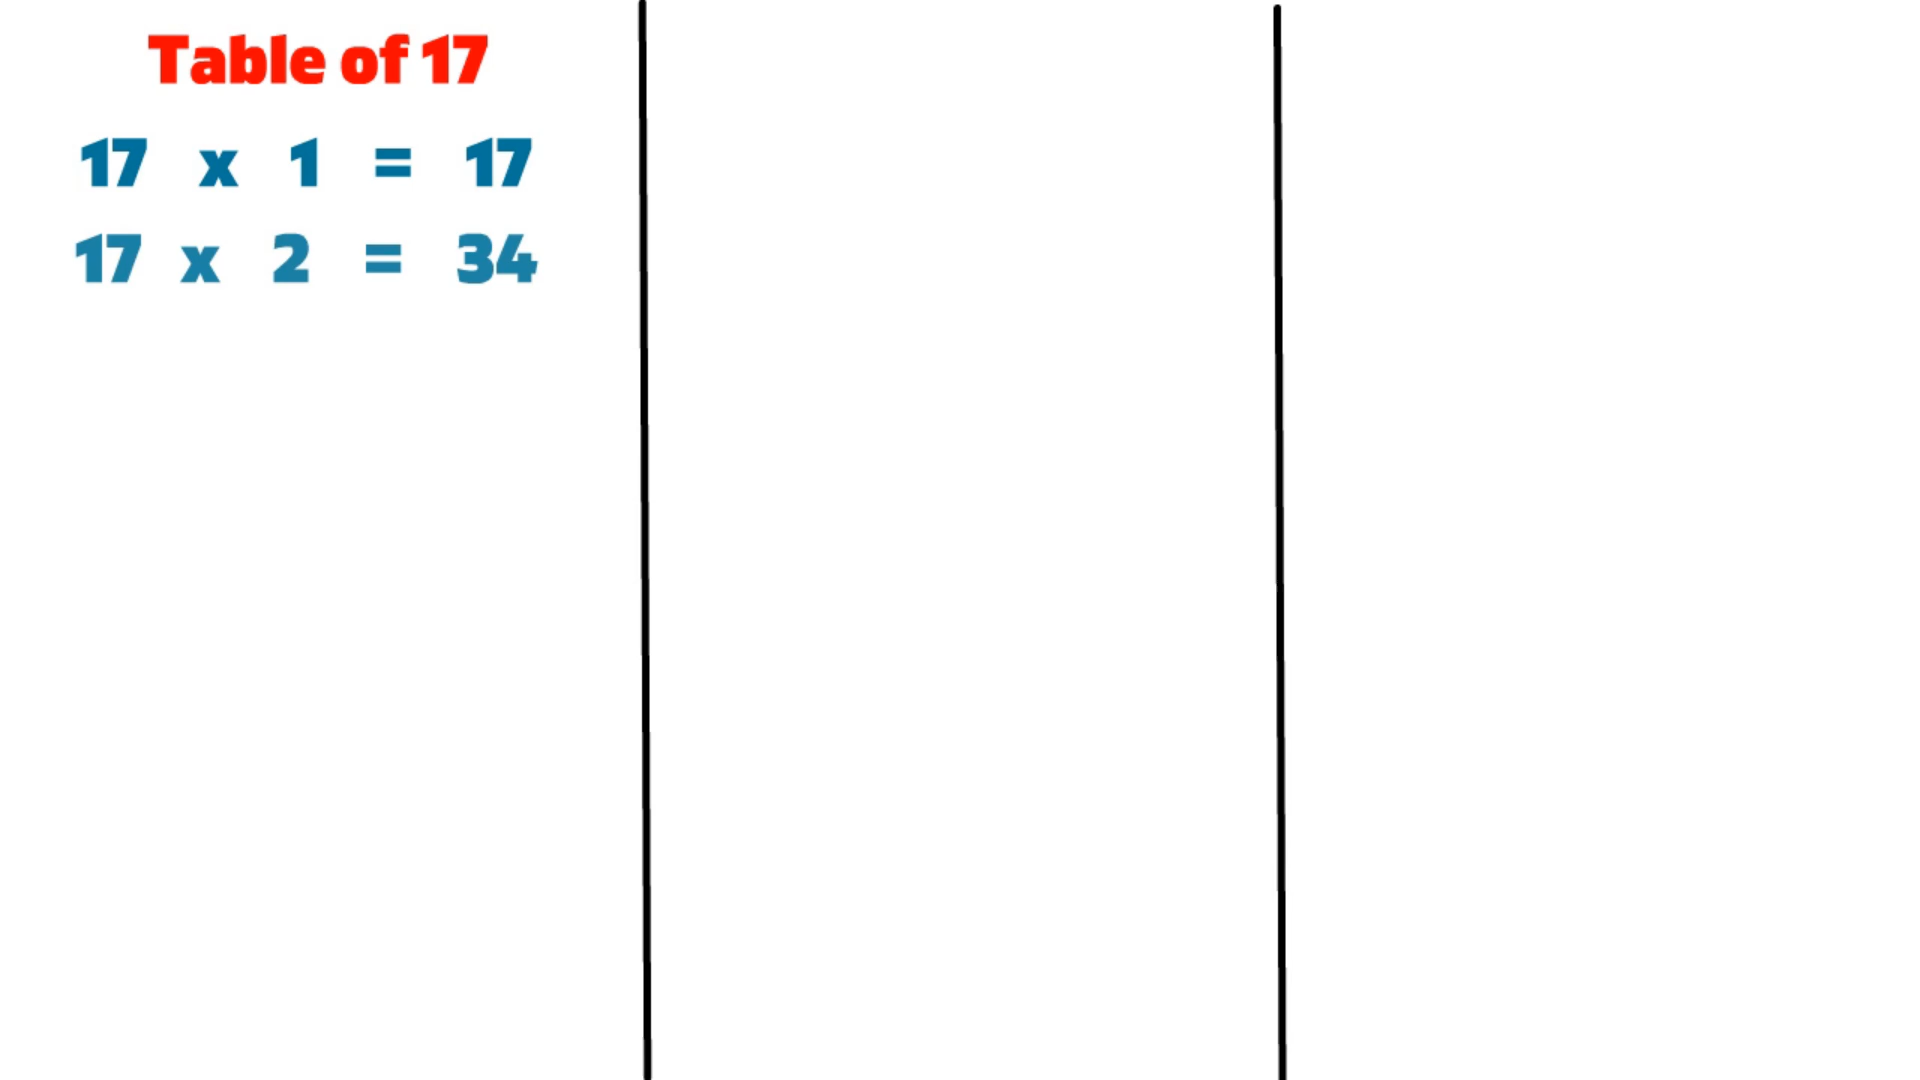 Table of 17
17 x 1 = 17
17 x 2 = 34